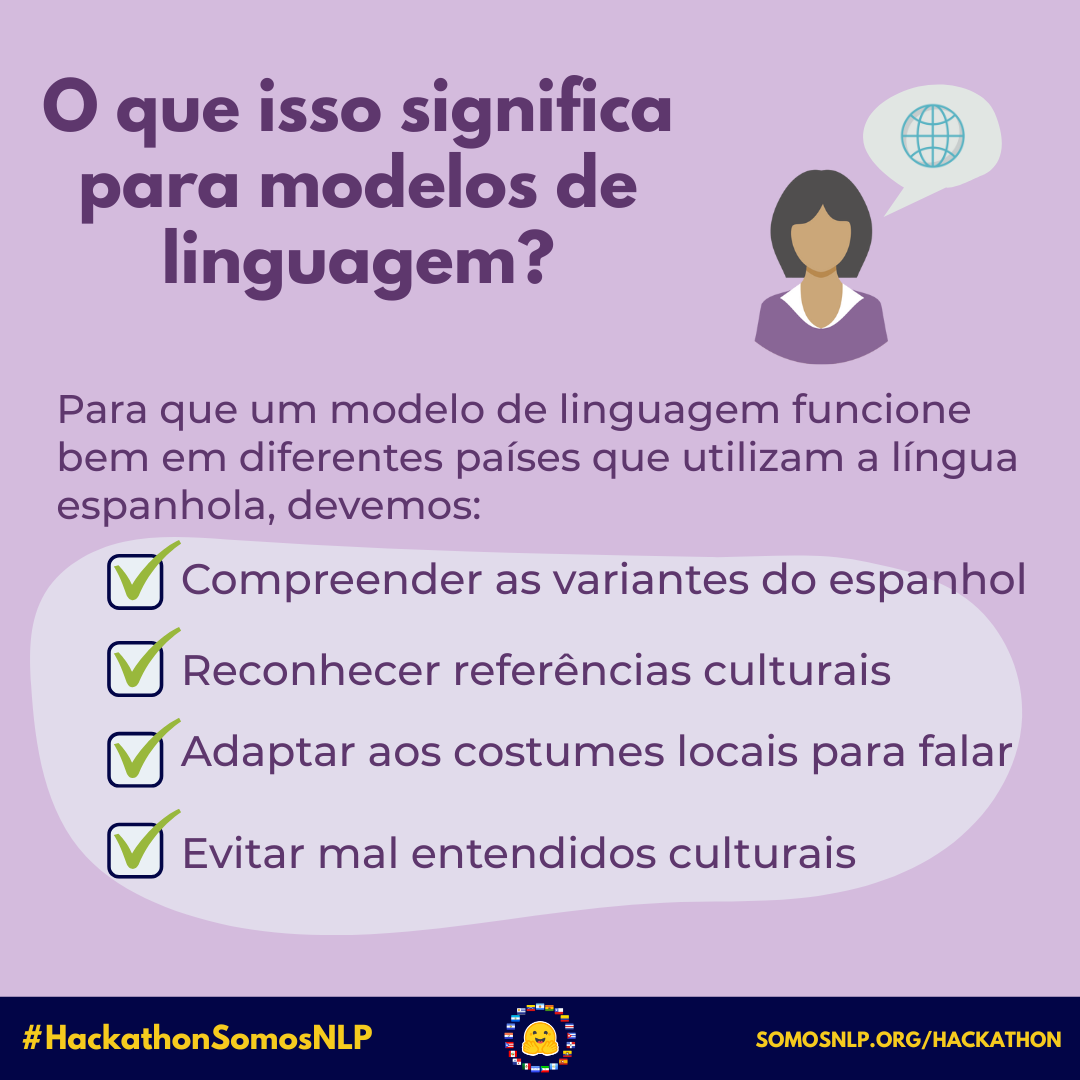 O que isso significa
para modelos de
linguagem?
Para que um modelo de linguagem funcione
bem em diferentes países que utilizam a língua
espanhola, devemos:
Compreender as variantes do espanhol
Reconhecer referências culturais
Adaptar aos costumes locais para falar
Evitar mal entendidos culturais
#HackathonSomosNLP
SOMOSNLP.ORG/HACKATHON